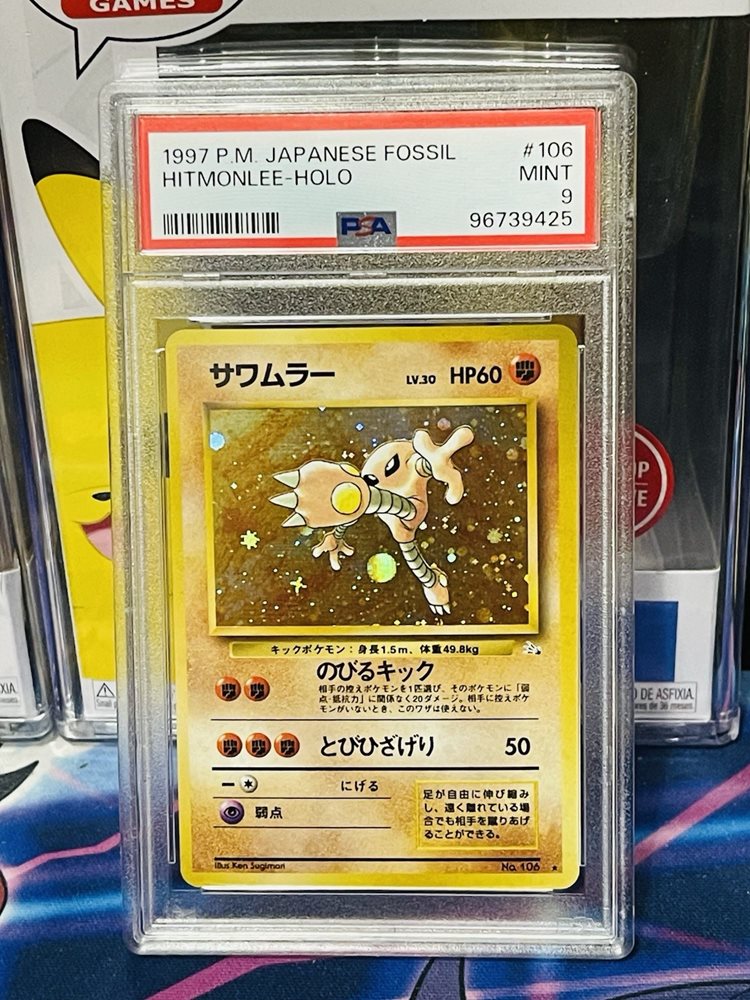 GAMES
1997 P.M. JAPANESE FOSSIL #106
HITMONLEE-HOLO MINT
9
PSA 96739425
サワムラー LV.30 HP60
キックポケモン:身長1.5m、体重49.8kg
のびるキック
相手の控えポケモンを1匹選び、そのポケモンに「弱
点・抵抗力」に関係なく20ダメージ。相手に控えポケ
モンがいないとき、このワザは使えない。
とびひざげり 50
にげる
弱点
足が自由に伸び縮み
し、遠く離れている場
合でも相手を蹴りあげ
ることができる。
Illus. Ken Sugimori No. 106 ★
DE ASFIXIA.